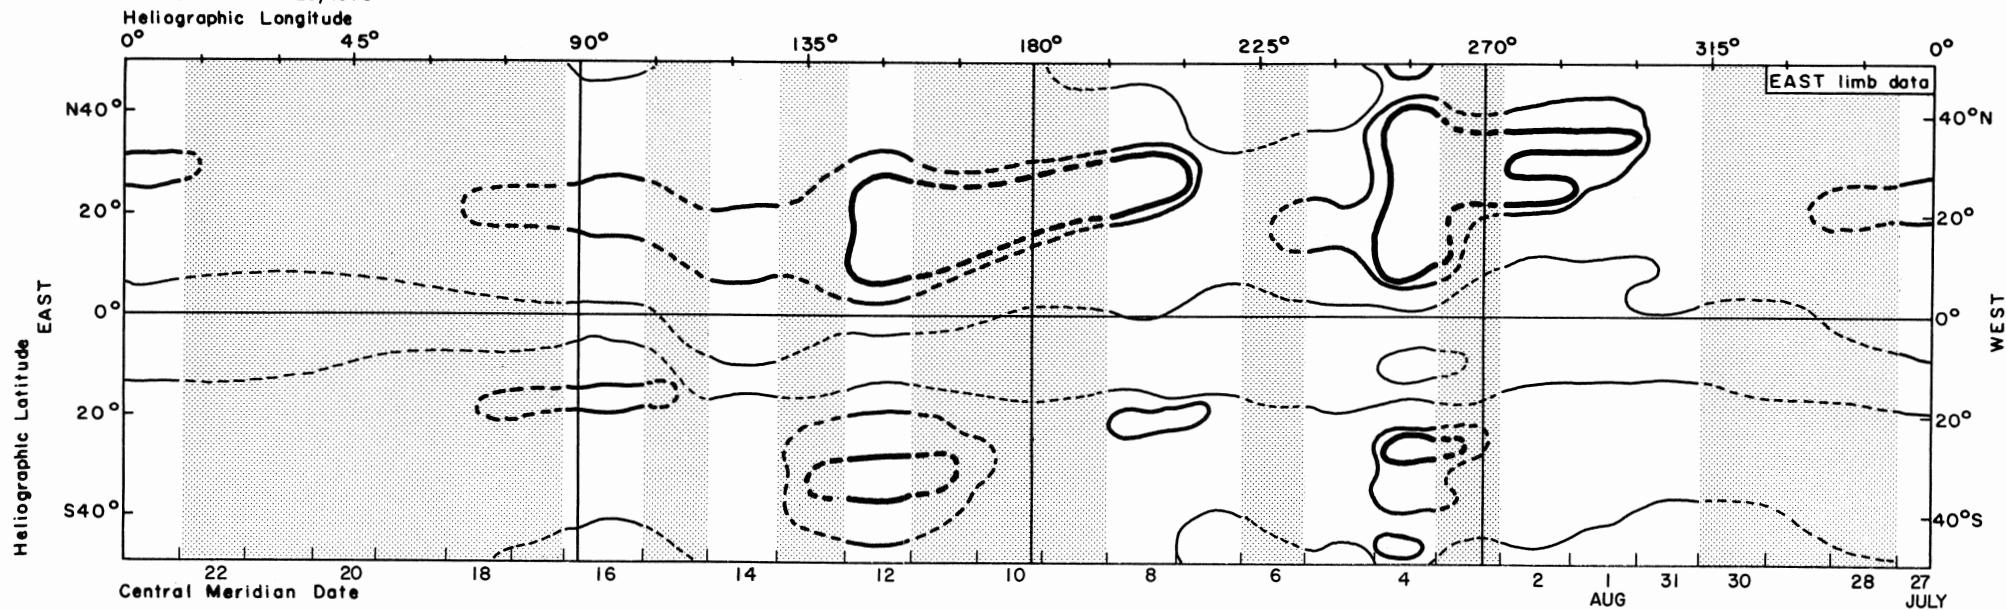 Heliographic Longitude
0° 45° 90° 135° 180° 225° 270° 315° 0°
EAST limb data
N40° 40°N
20° 20°
0° 0°
20° 20°
S40° 40°S
EAST
WEST
Heliographic Latitude
22 20 18 16 14 12 10 8 6 4 2 1 31 30 28 27
Central Meridian Date AUG JULY